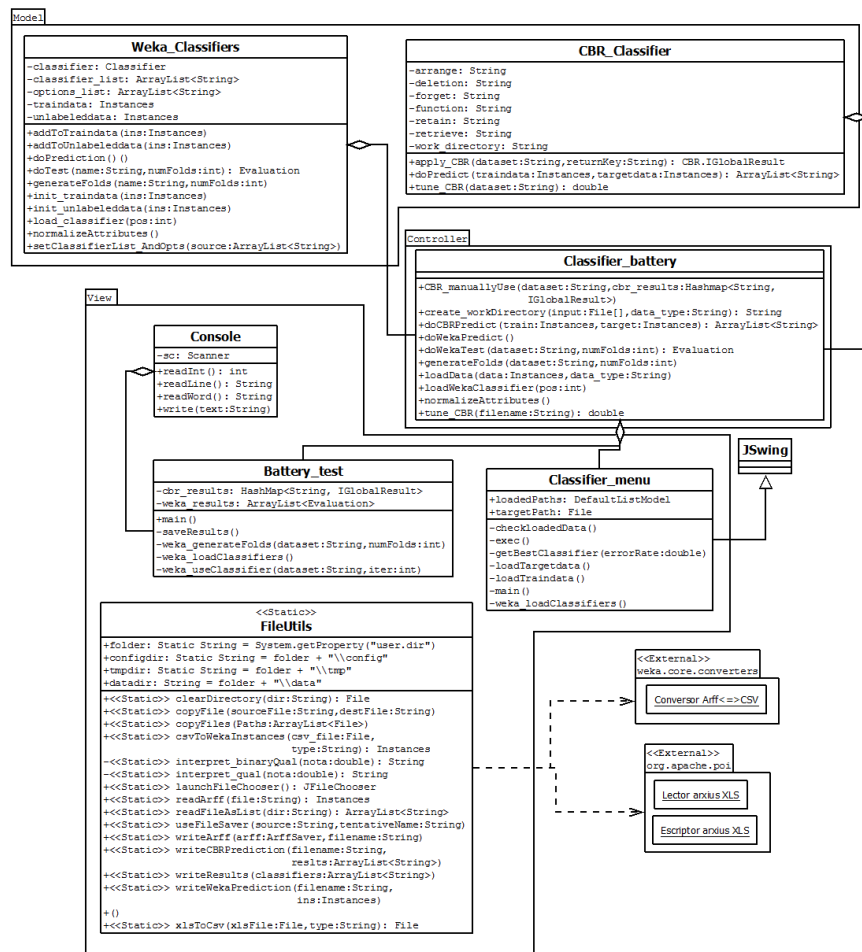 Model
Weka_Classifiers
-classifier: Classifier
-classifier_list: ArrayList<String>
-options_list: ArrayList<String>
-traindata: Instances
-unlabeleddata: Instances
+addToTraindata(ins:Instances)
+addToUnlabeleddata(ins:Instances)
+doPrediction()()
+doTest(name:String,numFolds:int): Evaluation
+generateFolds(name:String,numFolds:int)
+init_traindata(ins:Instances)
+init_unlabeleddata(ins:Instances)
+load_classifier(pos:int)
+normalizeAttributes()
+setClassifierList_AndOpts(source:ArrayList<String>)
CBR_Classifier
-arrange: String
-deletion: String
-forget: String
-function: String
-retain: String
-retrieve: String
-work_directory: String
+apply_CBR(dataset:String,returnKey:String): CBR.IGlobalResult
+doPredict(traindata:Instances,targetdata:Instances): ArrayList<String>
+tune_CBR(dataset:String): double
Controller
Classifier_battery
+CBR_manuallyUse(dataset:String,cbr_results:Hashmap<String,
IGlobalResult>)
+create_workDirectory(input:File[],data_type:String): String
+doCBRPredict(train:Instances,target:Instances): ArrayList<String>
+doWekaPredict()
+doWekaTest(dataset:String,numFolds:int): Evaluation
+generateFolds(dataset:String,numFolds:int)
+loadData(data:Instances,data_type:String)
+loadWekaClassifier(pos:int)
+normalizeAttributes()
+tune_CBR(filename:String): double
View
Console
-sc: Scanner
+readInt(): int
+readLine(): String
+readWord(): String
+write(text:String)
Battery_test
-cbr_results: HashMap<String, IGlobalResult>
-weka_results: ArrayList<Evaluation>
+main()
-saveResults()
-weka_generateFolds(dataset:String,numFolds:int)
-weka_loadClassifiers()
-weka_useClassifier(dataset:String,iter:int)
Classifier_menu
+loadedPaths: DefaultListModel
+targetPath: File
-checkloadedData()
-exec()
-getBestClassifier(errorRate:double)
-loadTargetdata()
-loadTraindata()
-main()
-weka_loadClassifiers()
JSwing
<<Static>>
FileUtils
+folder: Static String = System.getProperty("user.dir")
+configdir: Static String = folder + "\\config"
+tmpdir: Static String = folder + "\\tmp"
+datadir: String = folder + "\\data"
+<<Static>> clearDirectory(dir:String): File
+<<Static>> copyFile(sourceFile:String,destFile:String)
+<<Static>> copyFiles(Paths:ArrayList<File>)
+<<Static>> csvToWekaInstances(csv_file:File,
type:String): Instances
-<<Static>> interpret_binaryQual(nota:double): String
-<<Static>> interpret_qual(nota:double): String
+<<Static>> launchFileChooser(): JFileChooser
+<<Static>> readArff(file:String): Instances
+<<Static>> readFileAsList(dir:String): ArrayList<String>
+<<Static>> useFileSaver(source:String,tentativeName:String)
+<<Static>> writeArff(arff:ArffSaver,filename:String)
+<<Static>> writeCBRPrediction(filename:String,
reslts:ArrayList<String>)
+<<Static>> writeResults(classifiers:ArrayList<String>)
+<<Static>> writeWekaPrediction(filename:String,
ins:Instances)
+()
+<<Static>> xlsToCsv(xlsFile:File,type:String): File
<<External>>
weka.core.converters
Conversor Arff<=>CSV
<<External>>
org.apache.poi
Lector arxius XLS
Escriptor arxius XLS